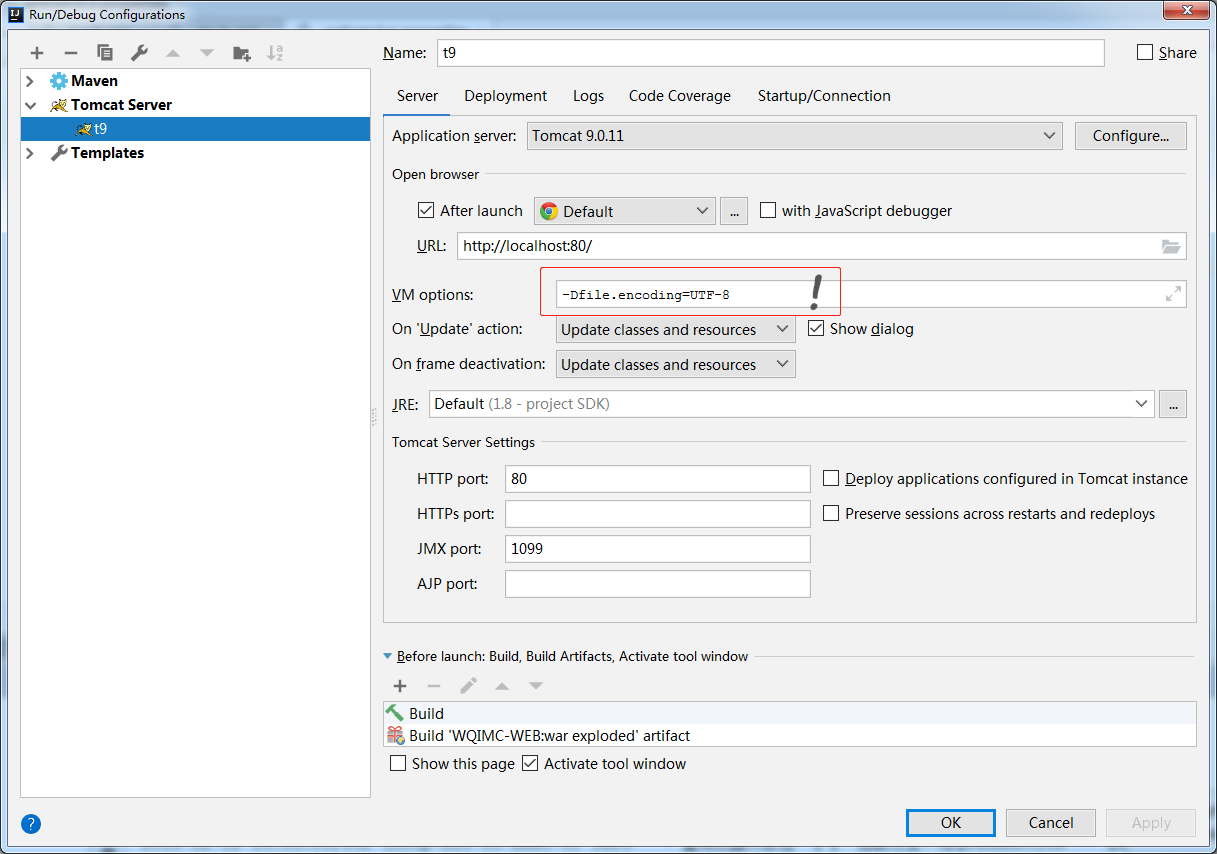 Run/Debug Configurations
Name: t9
Share
Maven
Tomcat Server
t9
Templates
Server Deployment Logs Code Coverage Startup/Connection
Application server: Tomcat 9.0.11 Configure...
Open browser
After launch Default ... with JavaScript debugger
URL: http://localhost:80/
VM options: -Dfile.encoding=UTF-8 !
On 'Update' action: Update classes and resources Show dialog
On frame deactivation: Update classes and resources
JRE: Default (1.8 - project SDK) ...
Tomcat Server Settings
HTTP port: 80 Deploy applications configured in Tomcat instance
HTTPs port: Preserve sessions across restarts and redeploys
JMX port: 1099
AJP port:
Before launch: Build, Build Artifacts, Activate tool window
Build
Build 'WQIMC-WEB:war exploded' artifact
Show this page Activate tool window
? OK Cancel Apply